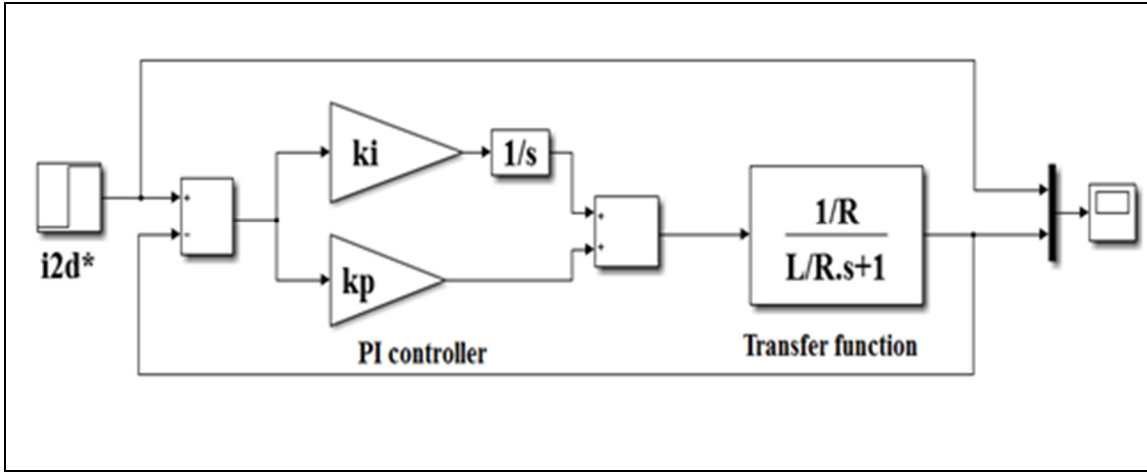 ki
1/s
+
-
i2d*
+
+
kp
1/R
L/R.s+1
PI controller
Transfer function